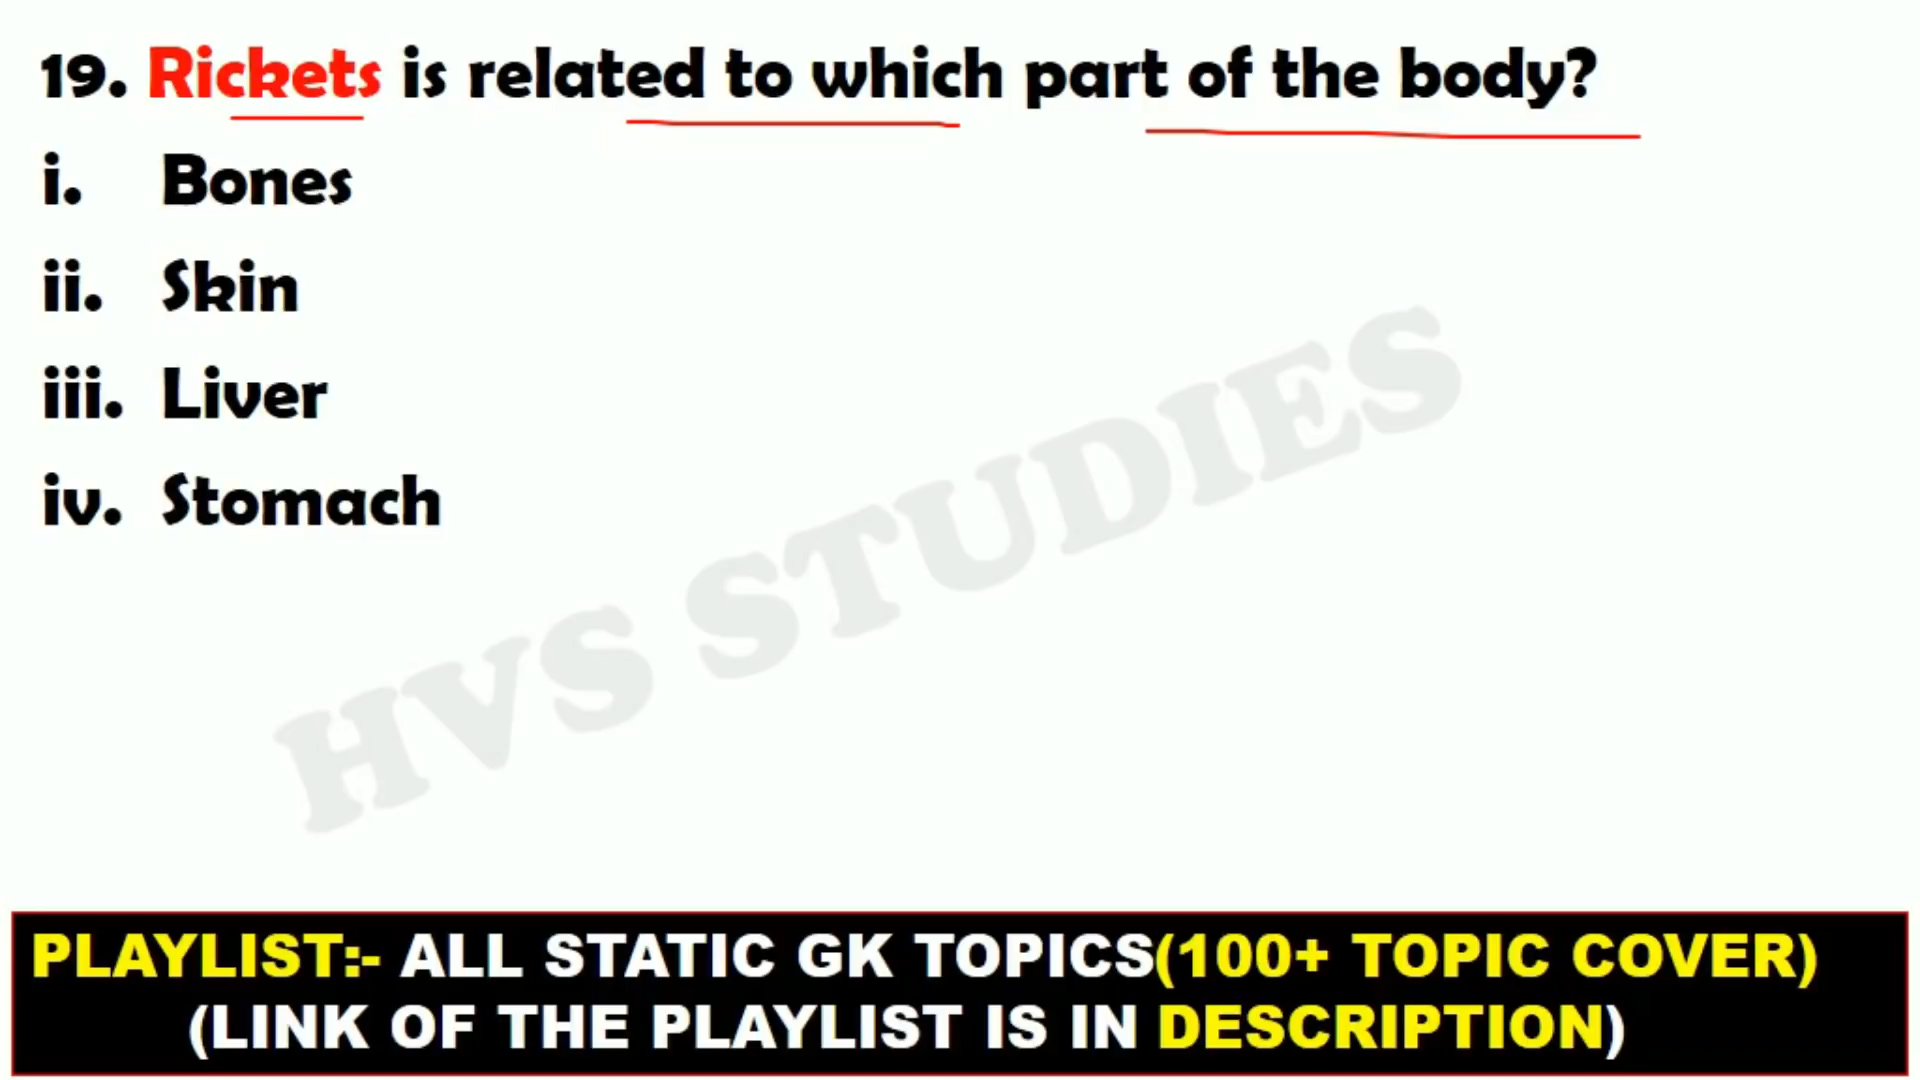 19. Rickets is related to which part of the body?
i. Bones
ii. Skin
iii. Liver
iv. Stomach
HVS STUDIES
PLAYLIST:- ALL STATIC GK TOPICS(100+ TOPIC COVER)
(LINK OF THE PLAYLIST IS IN DESCRIPTION)